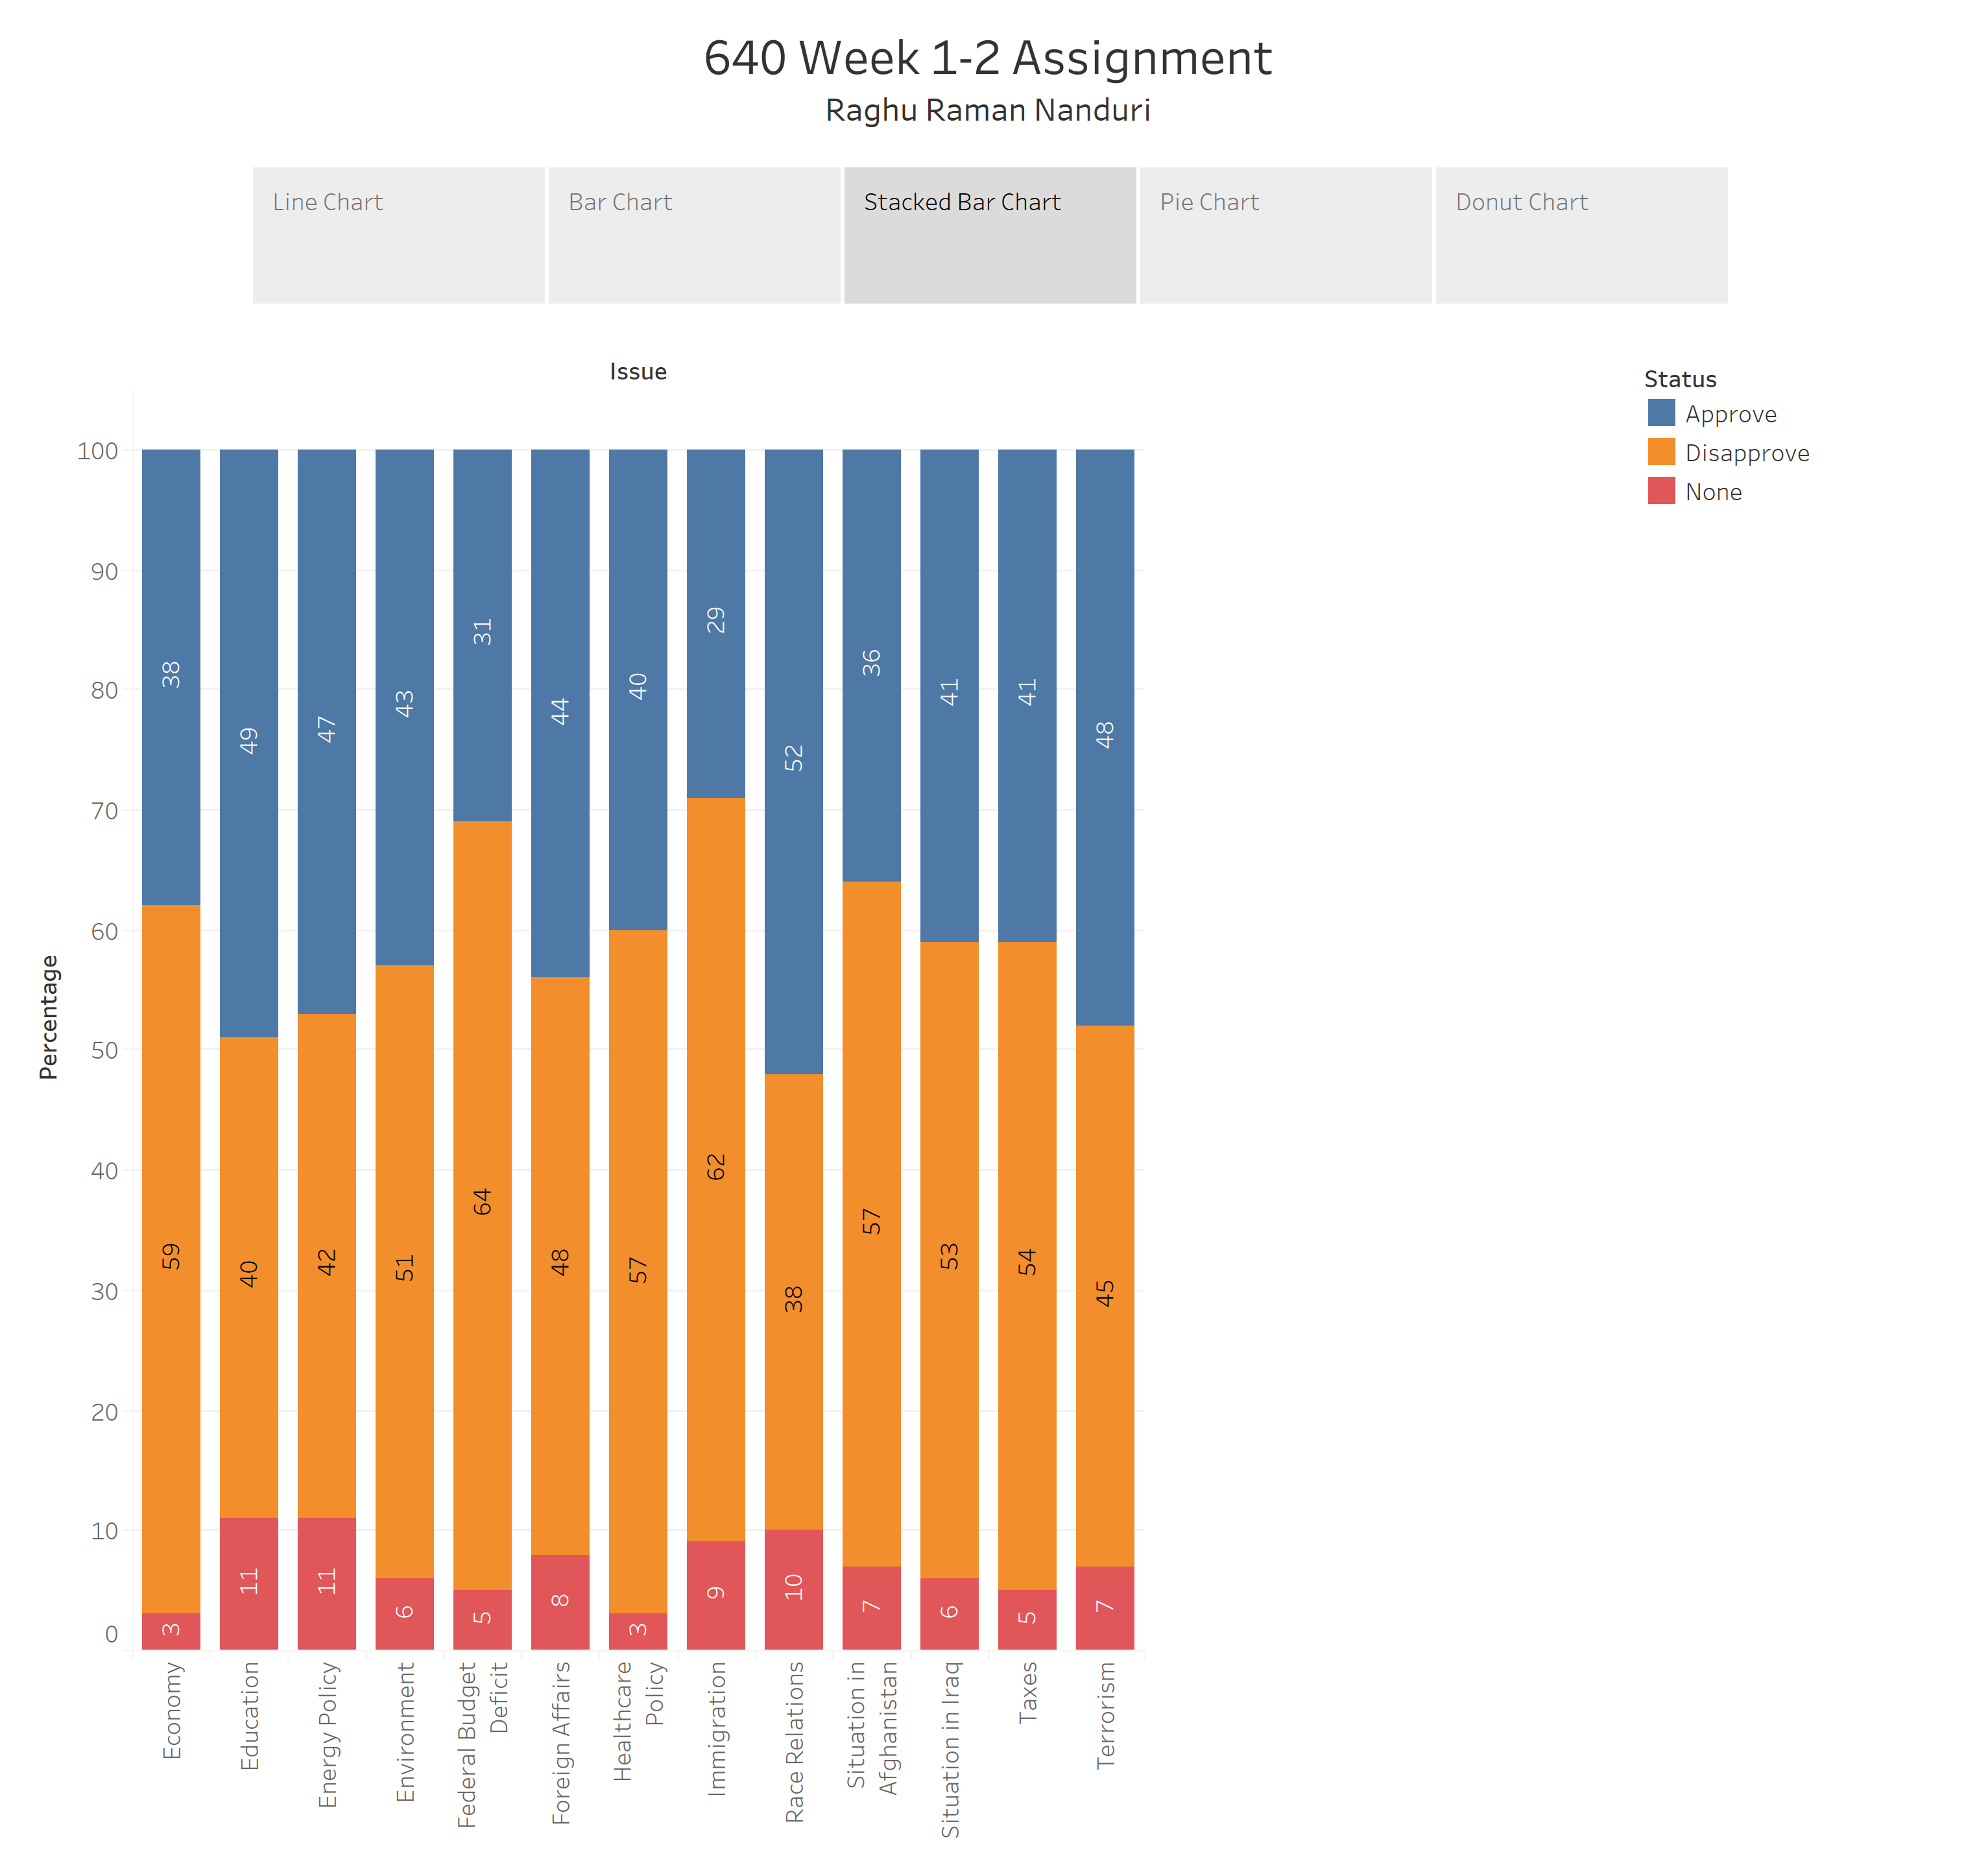 640 Week 1-2 Assignment
Raghu Raman Nanduri
Line Chart
Bar Chart
Stacked Bar Chart
Pie Chart
Donut Chart
Issue
Status
Approve
Disapprove
None
Percentage
100
90
80
70
60
50
40
30
20
10
0
38
49
47
43
31
44
40
29
52
36
41
41
48
59
40
42
51
64
48
57
62
38
57
53
54
45
3
11
11
6
5
8
3
9
10
7
6
5
7
Economy
Education
Energy Policy
Environment
Federal Budget
Deficit
Foreign Affairs
Healthcare
Policy
Immigration
Race Relations
Situation in
Afghanistan
Situation in Iraq
Taxes
Terrorism